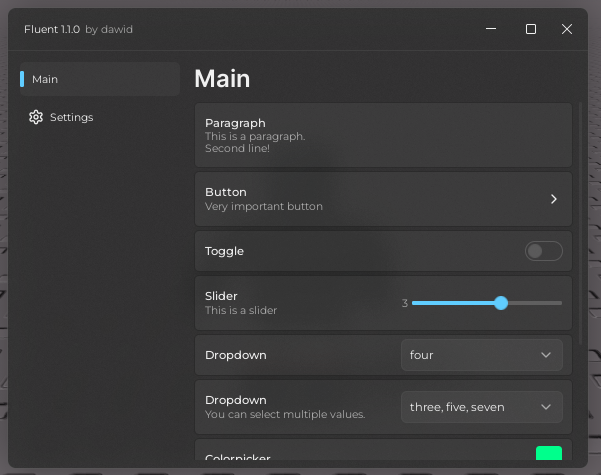 Fluent 1.1.0 by dawid
Main
Settings
Main
Paragraph
This is a paragraph.
Second line!
Button
Very important button
Toggle
Slider
This is a slider
3
Dropdown
four
Dropdown
You can select multiple values.
three, five, seven
Colorpicker